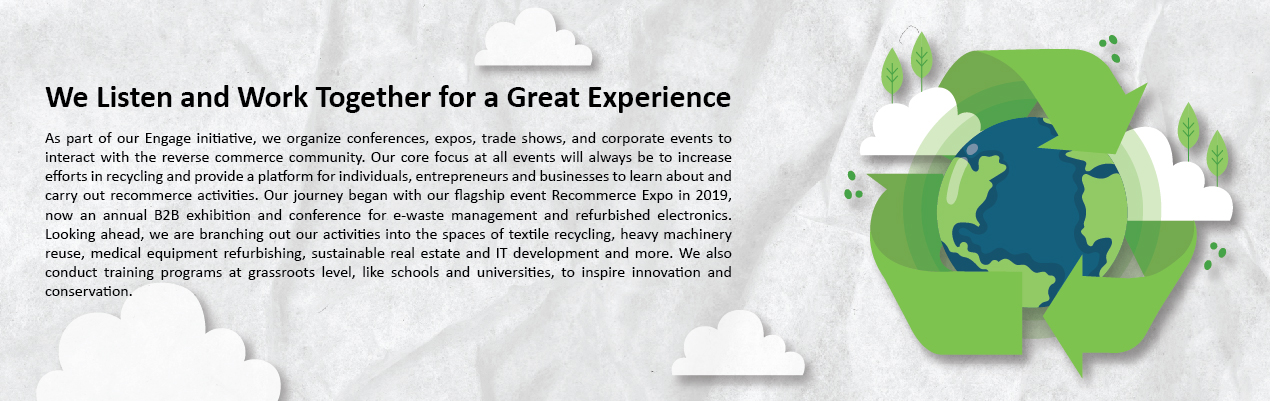 We Listen and Work Together for a Great Experience
As part of our Engage initiative, we organize conferences, expos, trade shows, and corporate events to
interact with the reverse commerce community. Our core focus at all events will always be to increase
efforts in recycling and provide a platform for individuals, entrepreneurs and businesses to learn about and
carry out recommerce activities. Our journey began with our flagship event Recommerce Expo in 2019,
now an annual B2B exhibition and conference for e-waste management and refurbished electronics.
Looking ahead, we are branching out our activities into the spaces of textile recycling, heavy machinery
reuse, medical equipment refurbishing, sustainable real estate and IT development and more. We also
conduct training programs at grassroots level, like schools and universities, to inspire innovation and
conservation.